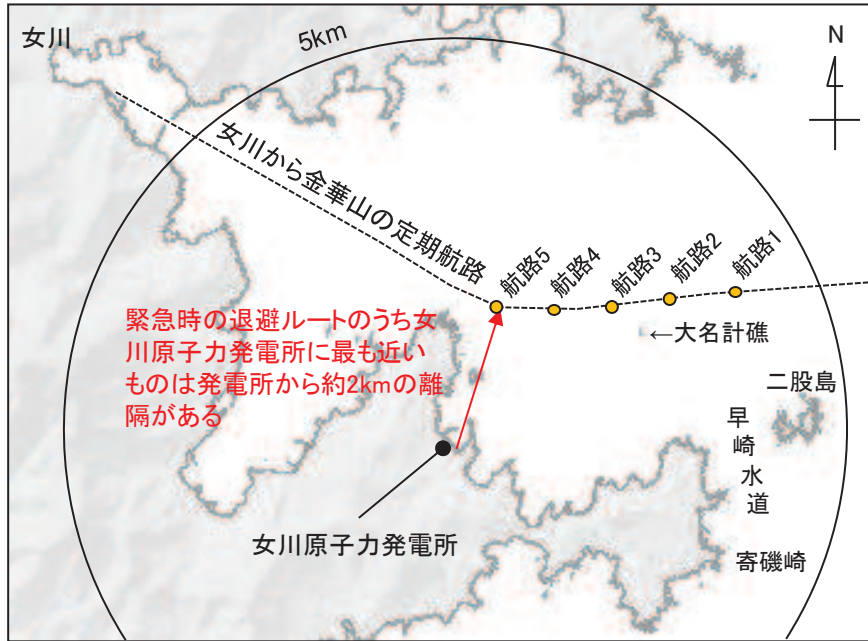 女川
5km
N
女川から金華山の定期航路
航路5
航路4
航路3
航路2
航路1
緊急時の退避ルートのうち女
川原子力発電所に最も近い
ものは発電所から約2kmの離
隔がある
←大名計礁
二股島
早崎水道
女川原子力発電所
寄磯崎